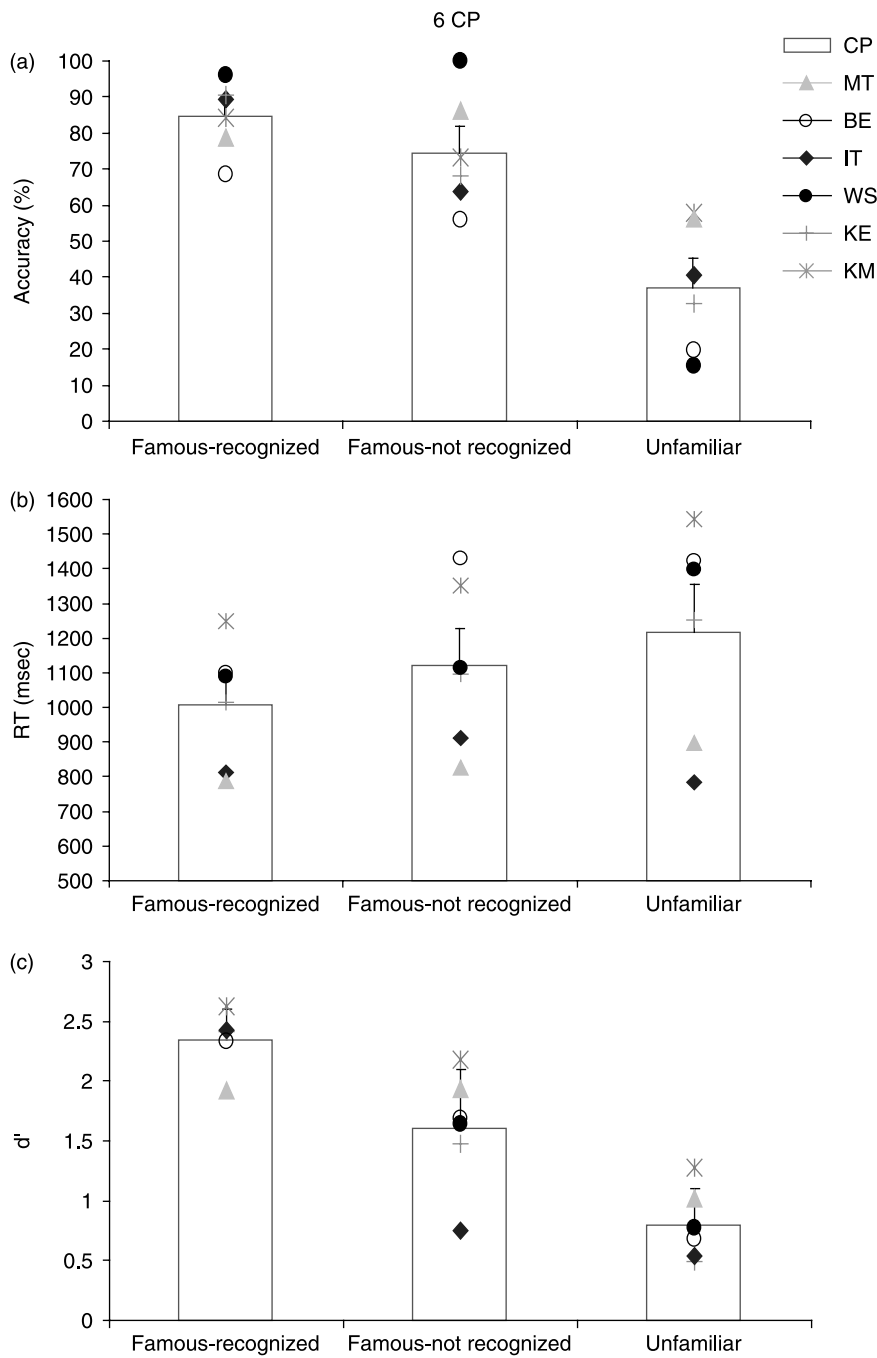 6 CP
(a)
Accuracy (%)
100
90
80
70
60
50
40
30
20
10
0
Famous-recognized Famous-not recognized Unfamiliar
CP
MT
BE
IT
WS
KE
KM
(b)
RT (msec)
1600
1500
1400
1300
1200
1100
1000
900
800
700
600
500
Famous-recognized Famous-not recognized Unfamiliar
(c)
d'
3
2.5
2
1.5
1
0.5
0
Famous-recognized Famous-not recognized Unfamiliar